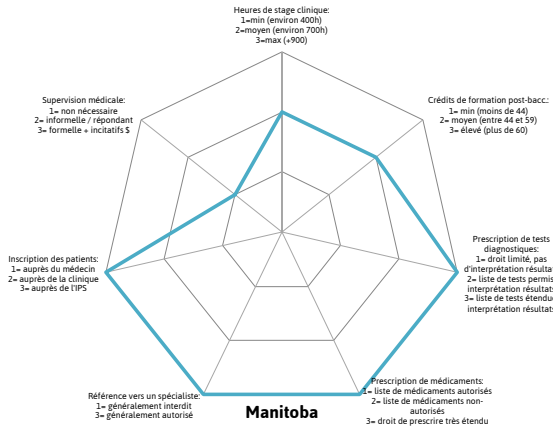 Heures de stage clinique:
1=min (environ 400h)
2=moyen (environ 700h)
3=max (+900)
Crédits de formation post-bacc.:
1= min (moins de 44)
2= moyen (entre 44 et 59)
3= élevé (plus de 60)
Prescription de tests
diagnostiques:
1= droit limité, pas
d'interprétation résultat
2= liste de tests permis
interprétation résultats
3= liste de tests étendue
interprétation résultats
Prescription de médicaments:
1= liste de médicaments autorisés
2= liste de médicaments non-
autorisés
3= droit de prescrire très étendu
Manitoba
Référence vers un spécialiste:
1= généralement interdit
3= généralement autorisé
Inscription des patients:
1= auprès du médecin
2= auprès de la clinique
3= auprès de l'IPS
Supervision médicale:
1= non nécessaire
2= informelle / répondant
3= formelle + incitatifs $